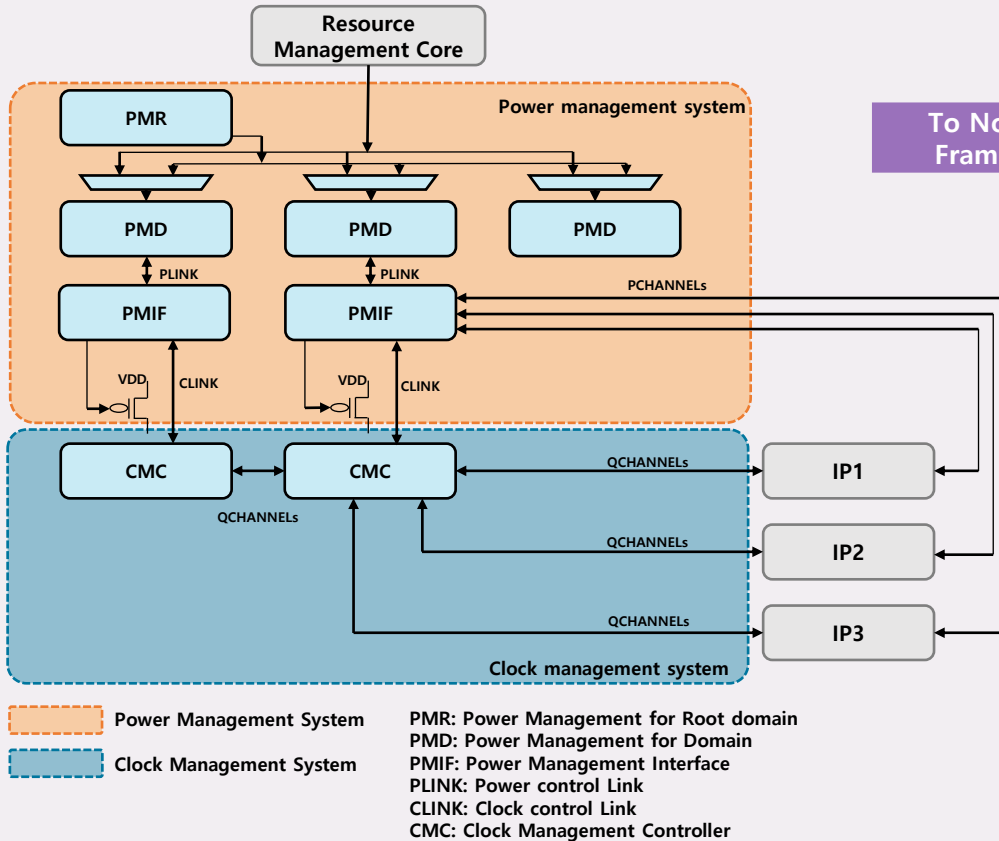 Resource
Management Core
Power management system
PMR
To No
Fram
PMD
PMD
PMD
PLINK
PLINK
PCHANNELs
PMIF
PMIF
VDD
CLINK
VDD
CLINK
CMC
CMC
QCHANNELs
IP1
QCHANNELs
QCHANNELs
IP2
QCHANNELs
IP3
Clock management system
Power Management System
Clock Management System
PMR: Power Management for Root domain
PMD: Power Management for Domain
PMIF: Power Management Interface
PLINK: Power control Link
CLINK: Clock control Link
CMC: Clock Management Controller